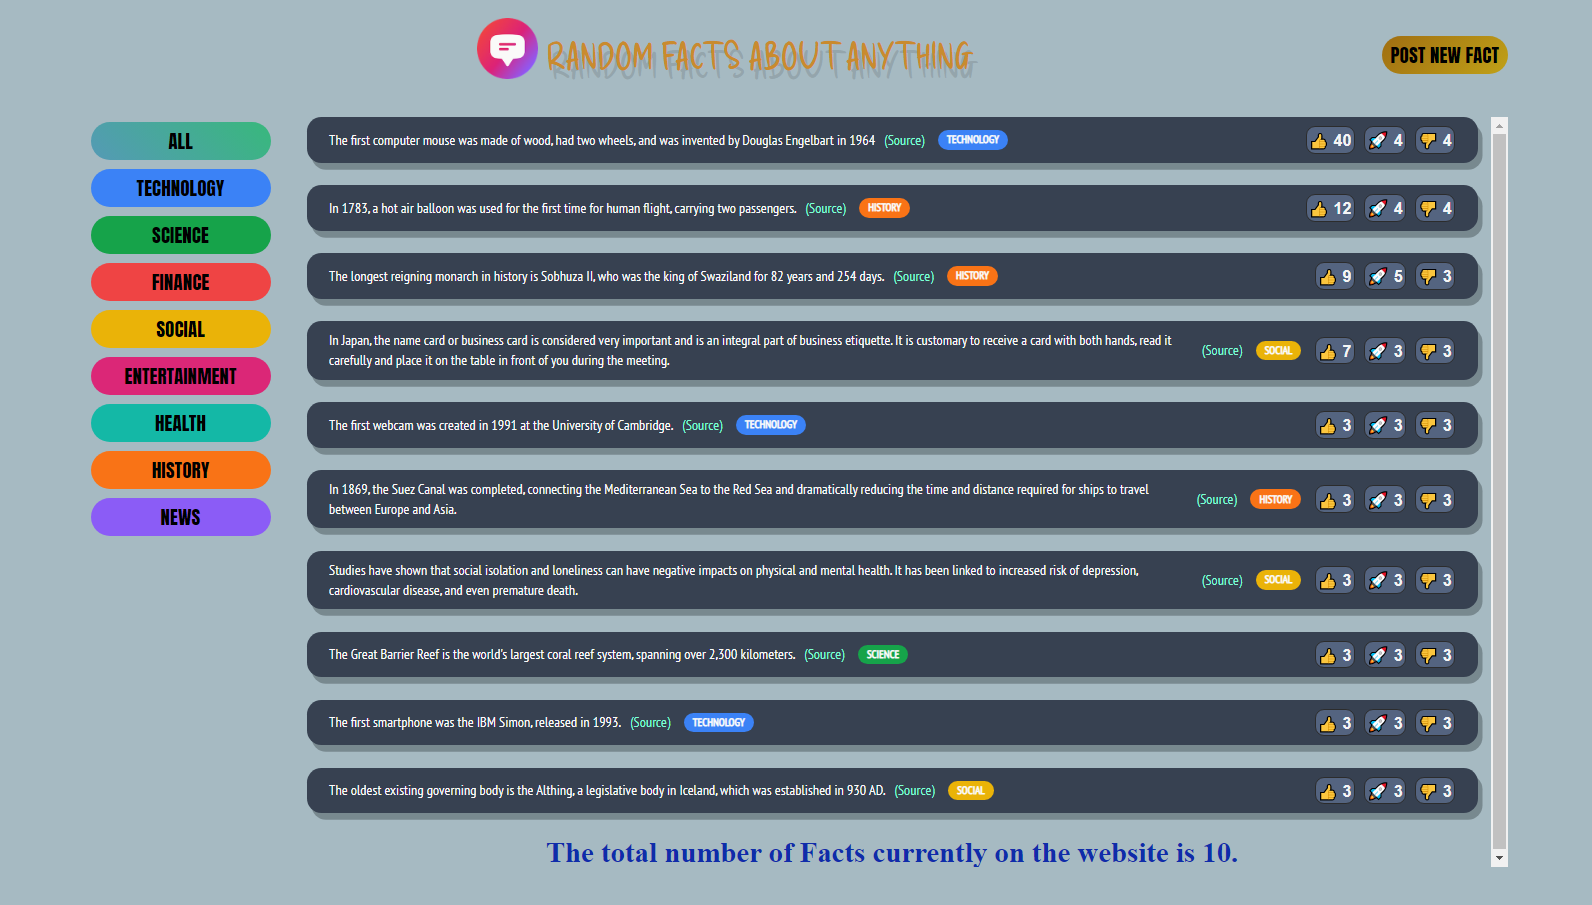 RANDOM FACTS ABOUT ANYTHING
POST NEW FACT
ALL
TECHNOLOGY
SCIENCE
FINANCE
SOCIAL
ENTERTAINMENT
HEALTH
HISTORY
NEWS
The first computer mouse was made of wood, had two wheels, and was invented by Douglas Engelbart in 1964 (Source) TECHNOLOGY 40 4 4
In 1783, a hot air balloon was used for the first time for human flight, carrying two passengers. (Source) HISTORY 12 4 4
The longest reigning monarch in history is Sobhuza II, who was the king of Swaziland for 82 years and 254 days. (Source) HISTORY 9 5 3
In Japan, the name card or business card is considered very important and is an integral part of business etiquette. It is customary to receive a card with both hands, read it
carefully and place it on the table in front of you during the meeting.
(Source) SOCIAL 7 3 3
The first webcam was created in 1991 at the University of Cambridge. (Source) TECHNOLOGY 3 3 3
In 1869, the Suez Canal was completed, connecting the Mediterranean Sea to the Red Sea and dramatically reducing the time and distance required for ships to travel
between Europe and Asia.
(Source) HISTORY 3 3 3
Studies have shown that social isolation and loneliness can have negative impacts on physical and mental health. It has been linked to increased risk of depression,
cardiovascular disease, and even premature death.
(Source) SOCIAL 3 3 3
The Great Barrier Reef is the world's largest coral reef system, spanning over 2,300 kilometers. (Source) SCIENCE 3 3 3
The first smartphone was the IBM Simon, released in 1993. (Source) TECHNOLOGY 3 3 3
The oldest existing governing body is the Althing, a legislative body in Iceland, which was established in 930 AD. (Source) SOCIAL 3 3 3
The total number of Facts currently on the website is 10.